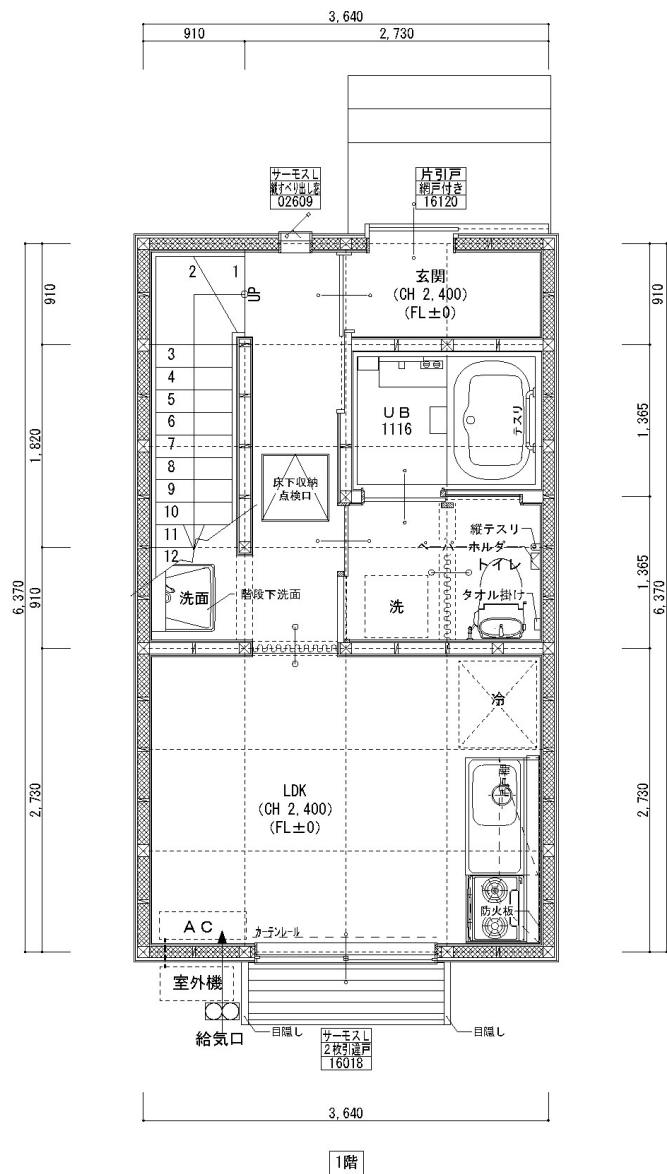 3,640
910
2,730
サーモスL
縦すべり出し窓
02609
片引戸
網戸付き
16120
910
1,820
6,370
910
2,730
2
1
UP
3
4
5
6
7
8
9
10
11
12
玄関
(CH 2,400)
(FL±0)
UB
1116
テスリ
床下収納
点検口
縦テスリ
ペーパーホルダー
トイレ
タオル掛け
洗面
階段下洗面
洗
冷
LDK
(CH 2,400)
(FL±0)
防火板
AC
カーテンレール
室外機
給気口
目隠し
目隠し
サーモスL
2枚引違戸
16018
910
1,365
1,365
6,370
2,730
3,640
1階